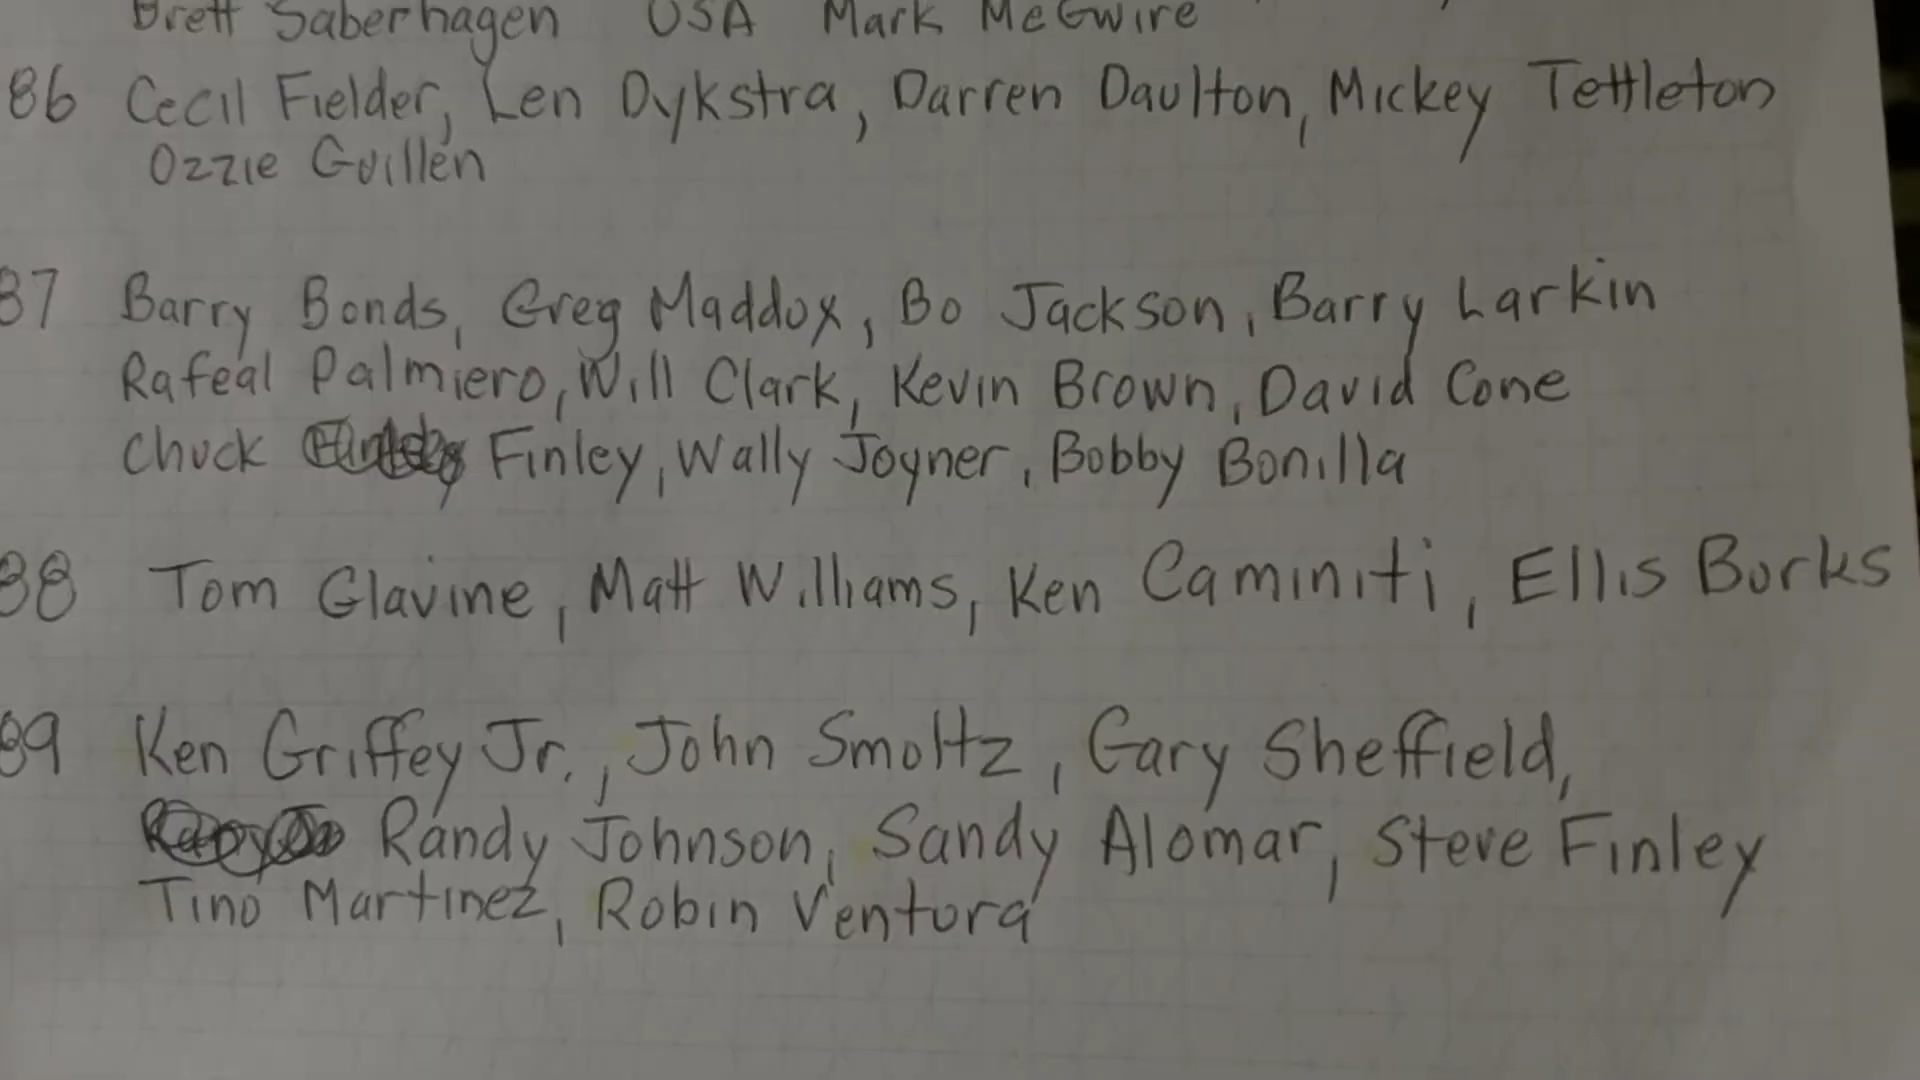 Brett Saberhagen USA Mark McGwire
86 Cecil Fielder, Len Dykstra, Darren Daulton, Mickey Tettleton
Ozzie Guillen
87 Barry Bonds, Greg Maddox, Bo Jackson, Barry Larkin
Rafeal Palmiero, Will Clark, Kevin Brown, David Cone
Chuck Finley, Wally Joyner, Bobby Bonilla
88 Tom Glavine, Matt Williams, Ken Caminiti, Ellis Burks
89 Ken Griffey Jr., John Smoltz, Gary Sheffield,
Randy Johnson, Sandy Alomar, Steve Finley
Tino Martinez, Robin Ventura